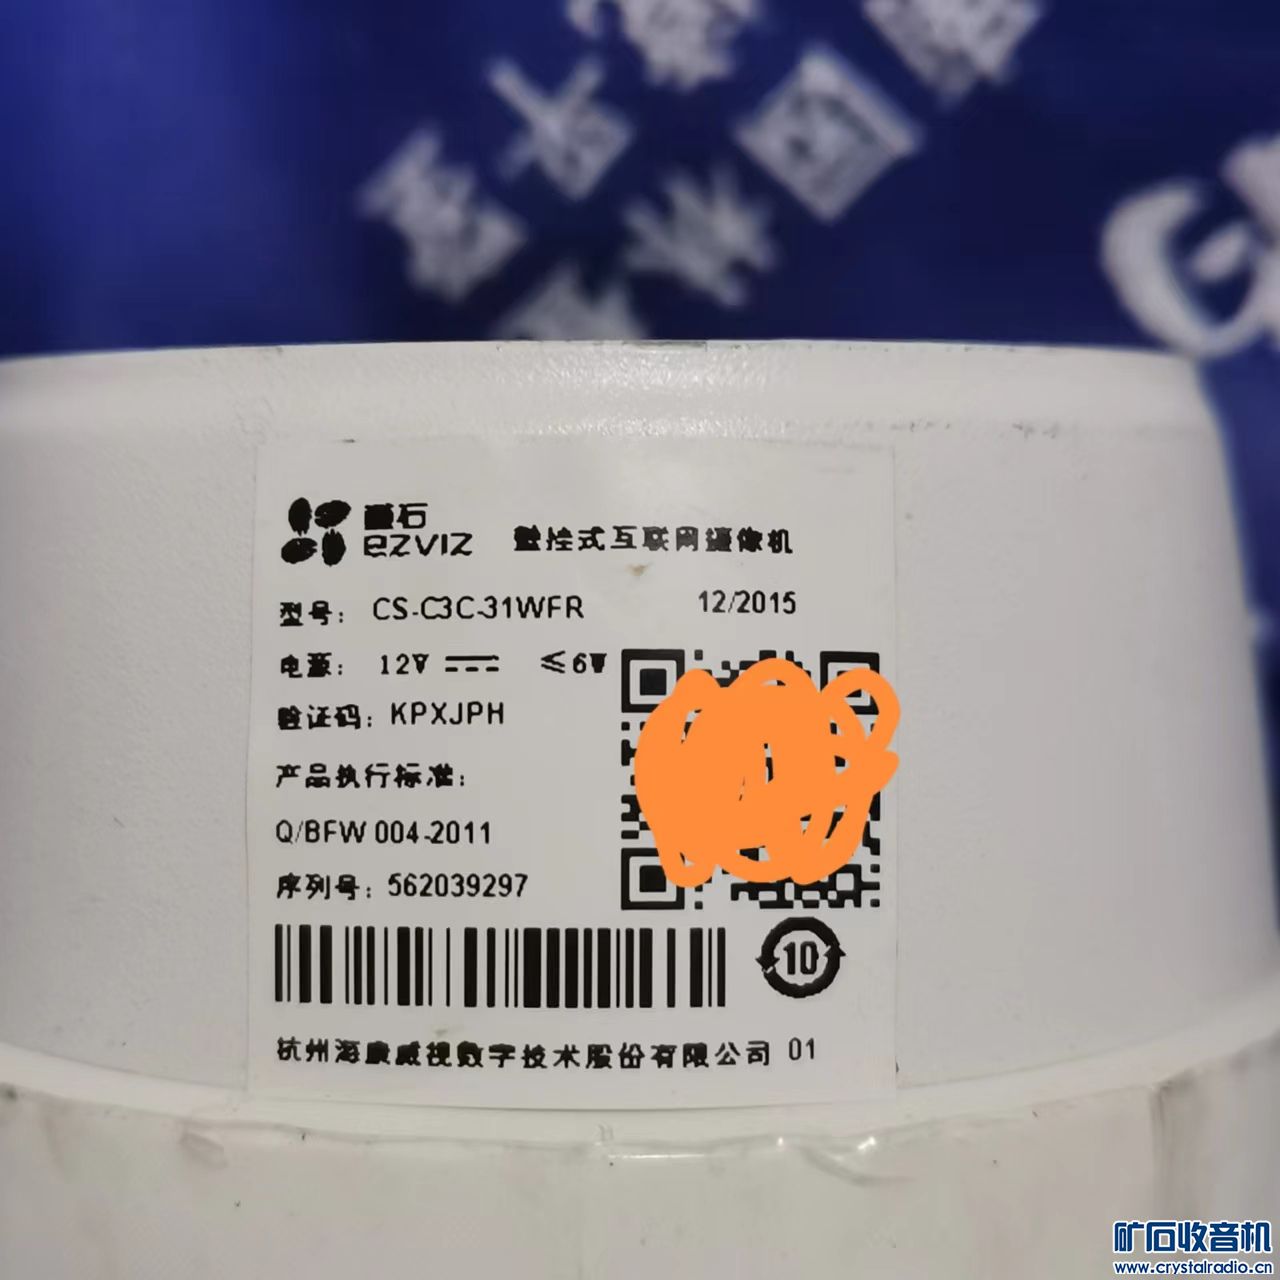 萤石
ezviz
壁挂式互联网摄像机
型号： CS-C3C-31WFR 12/2015
电源： 12V ≤6W
验证码：KPXJPH
产品执行标准：
Q/BFW 004-2011
序列号：562039297
10
杭州海康威视数字技术股份有限公司 01
矿石收音机
www.crystalradio.cn